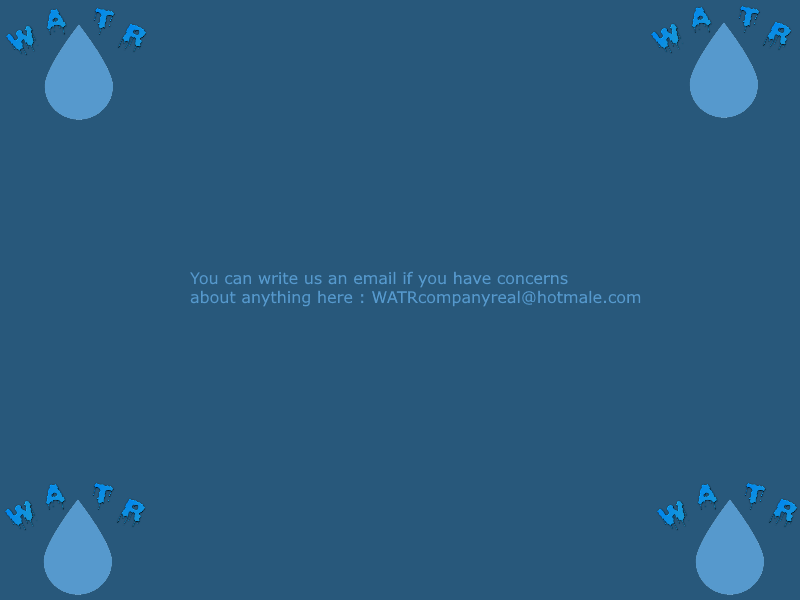 WATR
WATR
You can write us an email if you have concerns
about anything here : WATRcompanyreal@hotmale.com
WATR
WATR